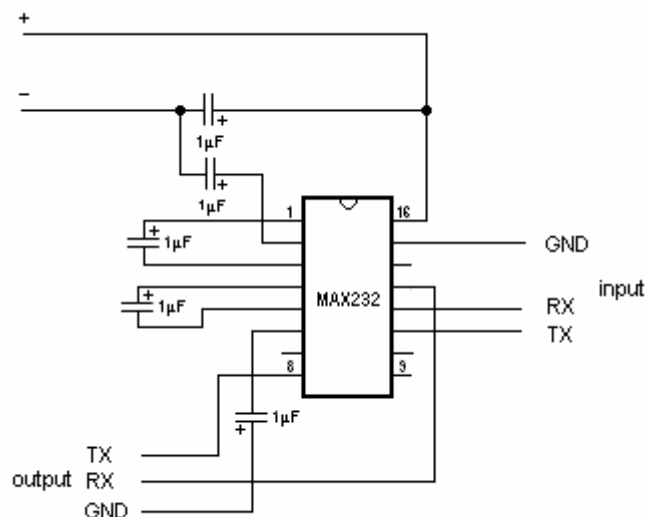 +
−
+
1µF
+
1µF
1
16
+
1µF
GND
+
1µF
MAX232
input
RX
TX
8
9
+
1µF
TX
output RX
GND